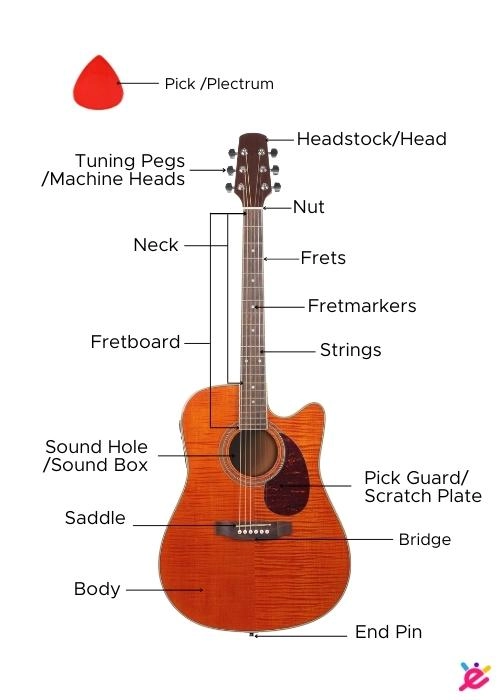 Pick /Plectrum
Headstock/Head
Tuning Pegs
/Machine Heads
Nut
Neck
Frets
Fretmarkers
Fretboard
Strings
Sound Hole
/Sound Box
Pick Guard/
Scratch Plate
Saddle
Bridge
Body
End Pin